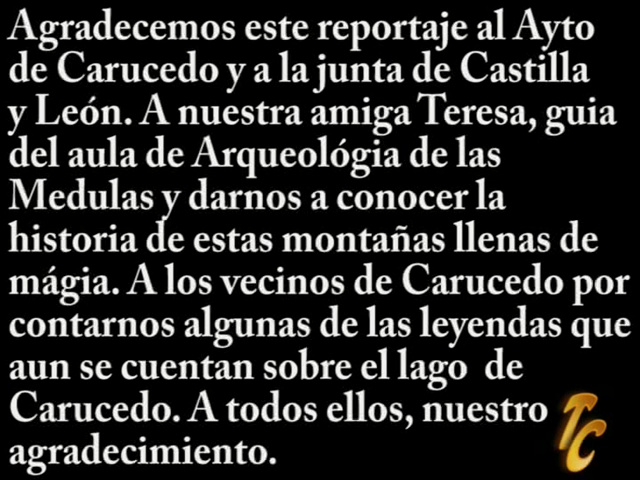 Agradecemos este reportaje al Ayto
de Carucedo y a la junta de Castilla
y León. A nuestra amiga Teresa, guia
del aula de Arqueológia de las
Medulas y darnos a conocer la
historia de estas montañas llenas de
mágia. A los vecinos de Carucedo por
contarnos algunas de las leyendas que
aun se cuentan sobre el lago de
Carucedo. A todos ellos, nuestro
agradecimiento.
TC